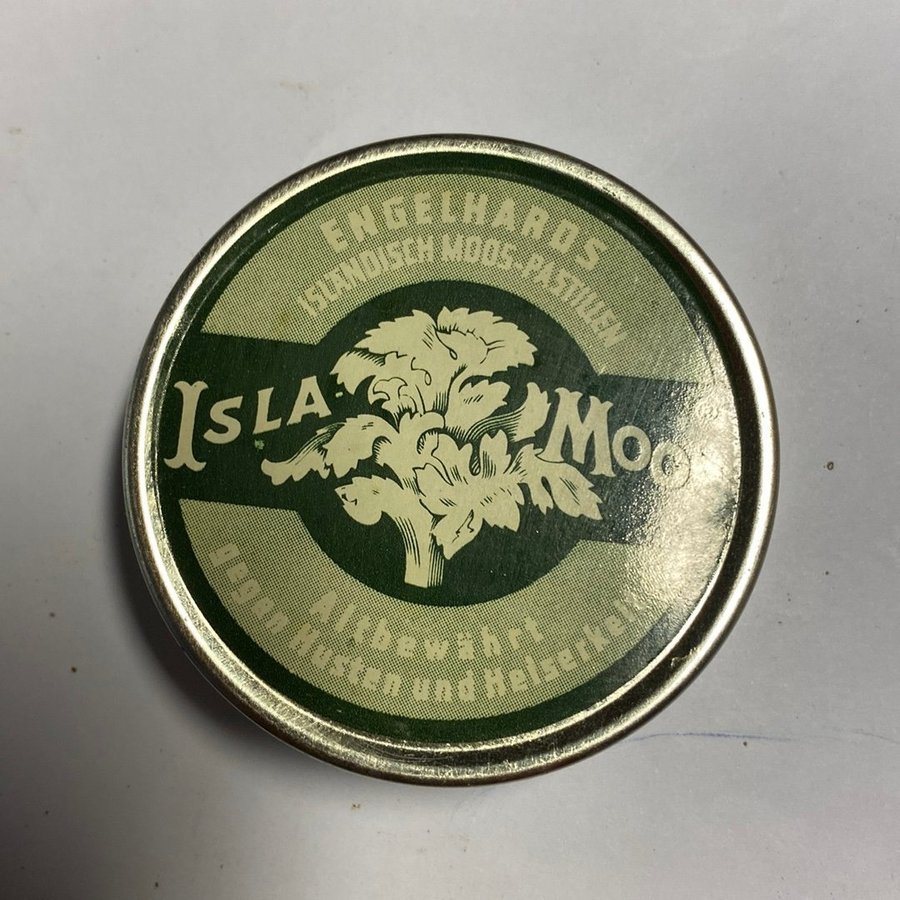 ENGELHARDS
ISLÄNDISCH MOOS-PASTILLEN
ISLA-MOOS
Altbewährt
gegen Husten und Heiserkeit